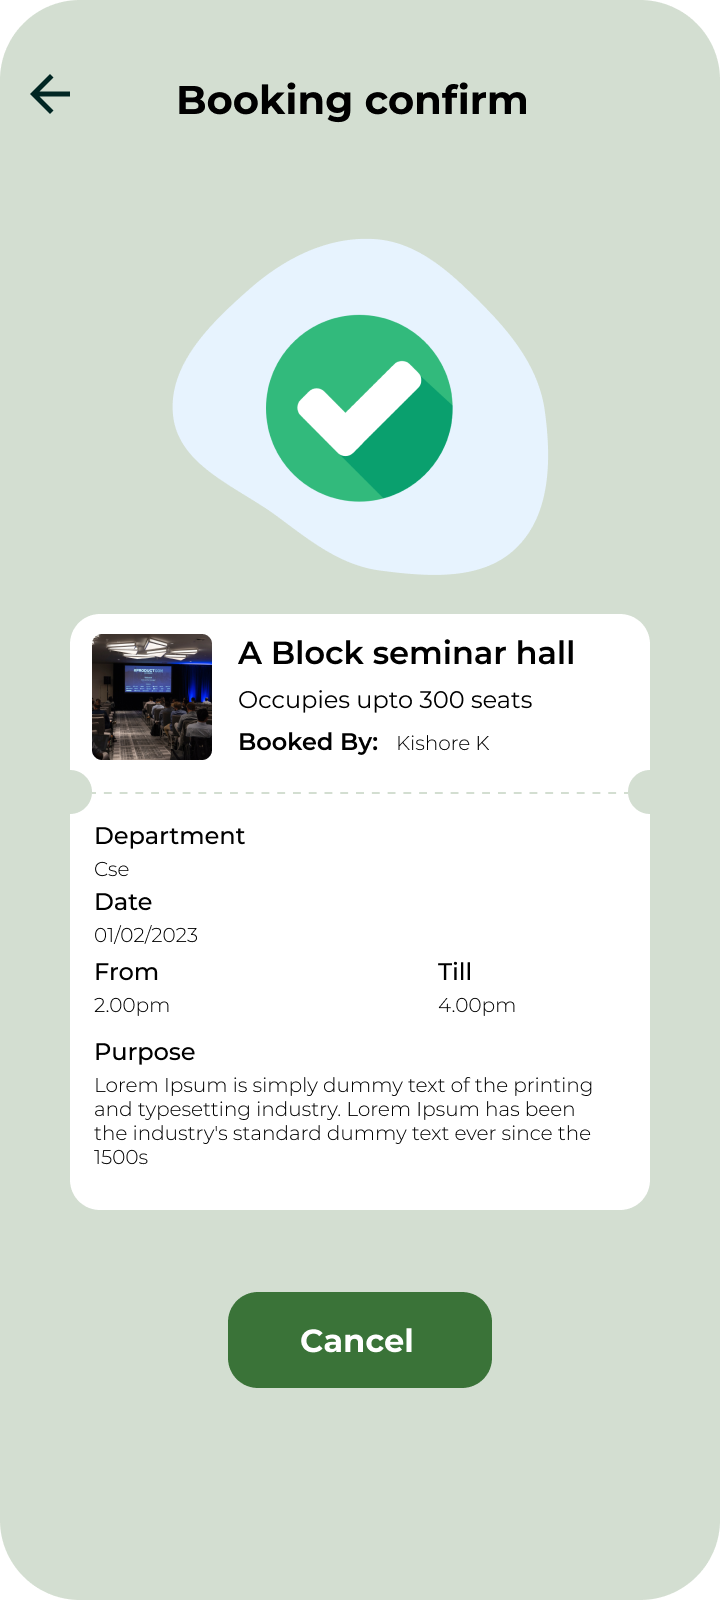 Booking confirm
A Block seminar hall
Occupies upto 300 seats
Booked By: Kishore K
Department
Cse
Date
01/02/2023
From Till
2.00pm 4.00pm
Purpose
Lorem Ipsum is simply dummy text of the printing
and typesetting industry. Lorem Ipsum has been
the industry's standard dummy text ever since the
1500s
Cancel